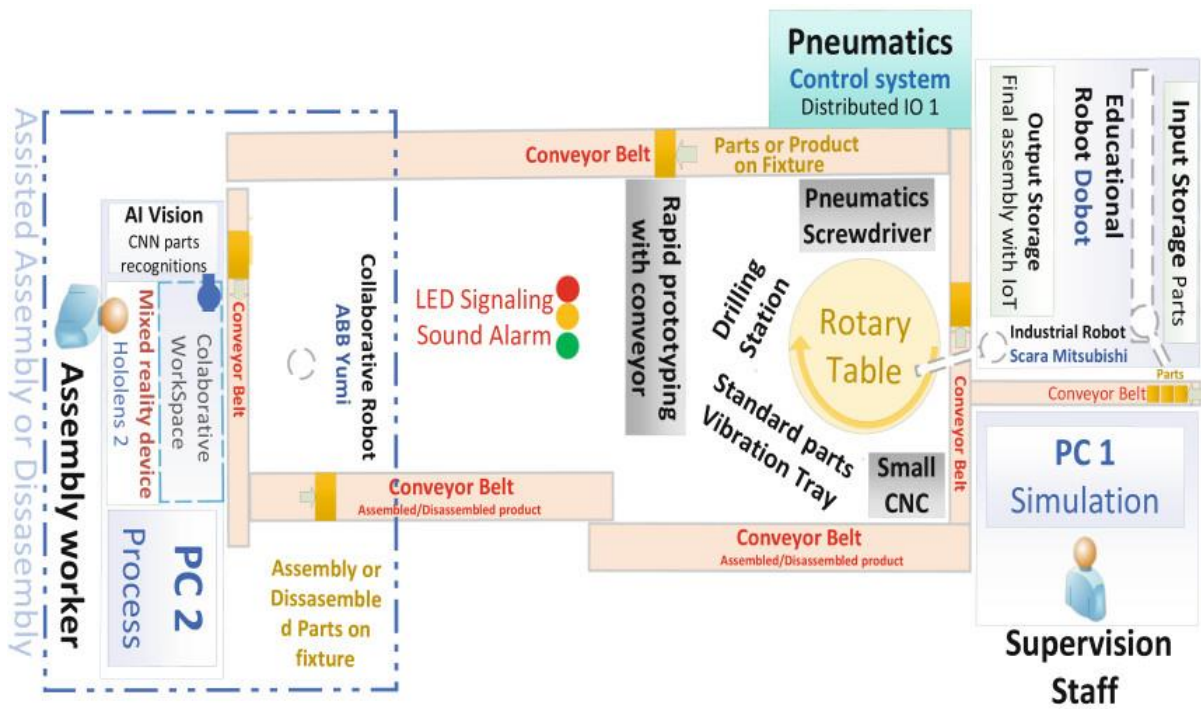 Pneumatics
Control system
Distributed IO 1
Input Storage Parts
Educational
Robot Dobot
Output Storage
Final assembly with IoT
Industrial Robot
Scara Mitsubishi
Parts
Conveyor Belt
PC 1
Simulation
Supervision
Staff
Conveyor Belt
Parts or Product
on Fixture
Pneumatics
Screwdriver
Rapid prototyping
with conveyor
Drilling
Station
Rotary
Table
Standard parts
Vibration Tray
Small
CNC
Conveyor Belt
Conveyor Belt
Assembled/Disassembled product
LED Signaling
Sound Alarm
Collaborative Robot
ABB Yumi
Conveyor Belt
Assembled/Disassembled product
Conveyor Belt
AI Vision
CNN parts
recognitions
Colaborative
WorkSpace
Mixed reality device
Hololens 2
PC 2
Process
Assembly or
Dissasemble
d Parts on
fixture
Assembly worker
Assisted Assembly or Dissasembly